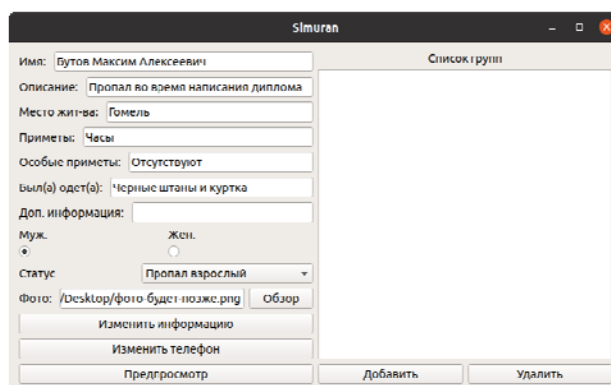 Simuran
Имя: Бутов Максим Алексеевич
Список групп
Описание: Пропал во время написания диплома
Место жит-ва: Гомель
Приметы: Часы
Особые приметы: Отсутствуют
Был(а) одет(а): Черные штаны и куртка
Доп. информация:
Муж. Жен.
Статус Пропал взрослый
Фото: /Desktop/фото-будет-позже.png Обзор
Изменить информацию
Изменить телефон
Предпросмотр Добавить Удалить